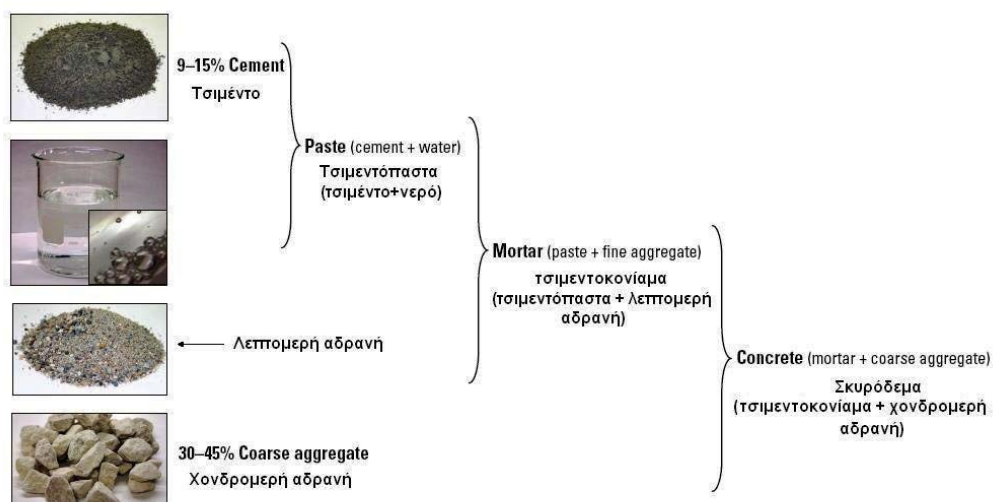 9–15% Cement
Τσιμέντο
Paste (cement + water)
Τσιμεντόπαστα
(τσιμέντο+νερό)
Mortar (paste + fine aggregate)
τσιμεντοκονίαμα
(τσιμεντόπαστα + λεπτομερή
αδρανή)
Λεπτομερή αδρανή
Concrete (mortar + coarse aggregate)
Σκυρόδεμα
(τσιμεντοκονίαμα + χονδρομερή
αδρανή)
30–45% Coarse aggregate
Χονδρομερή αδρανή